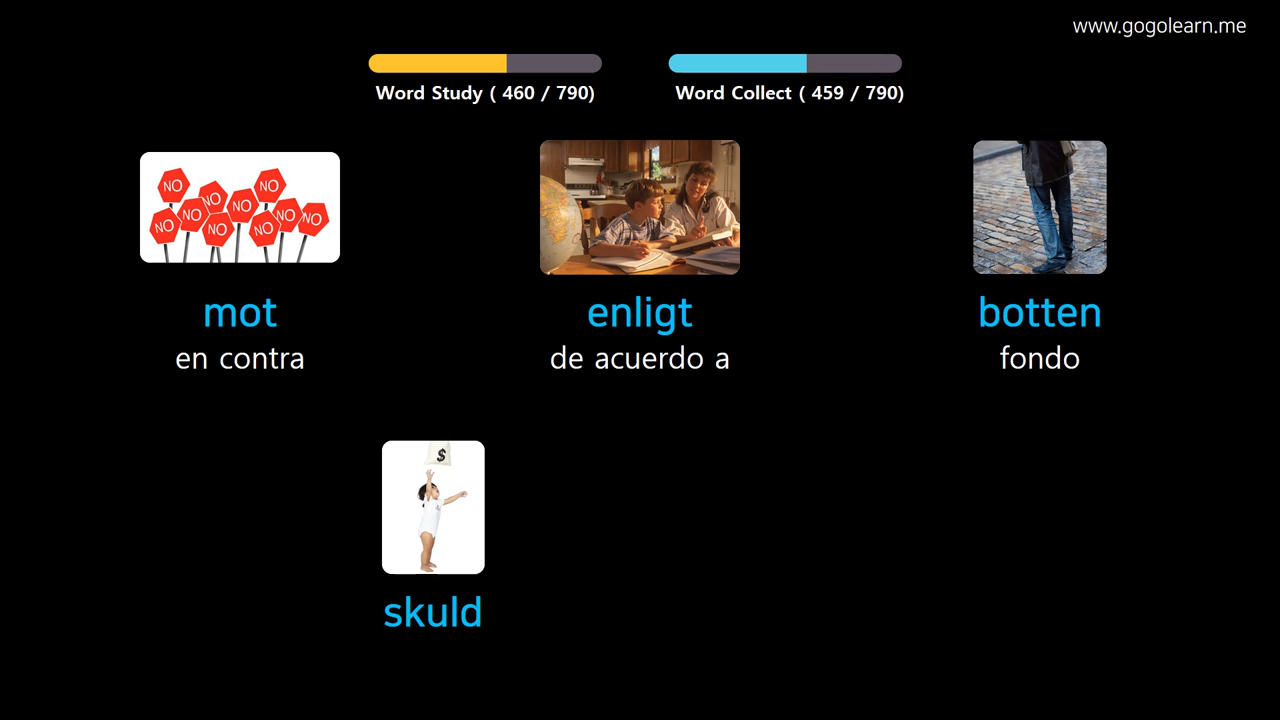 www.gogolearn.me
Word Study ( 460 / 790)
Word Collect ( 459 / 790)
NO NO NO NO NO NO NO NO NO NO
mot
en contra
enligt
de acuerdo a
botten
fondo
$
skuld